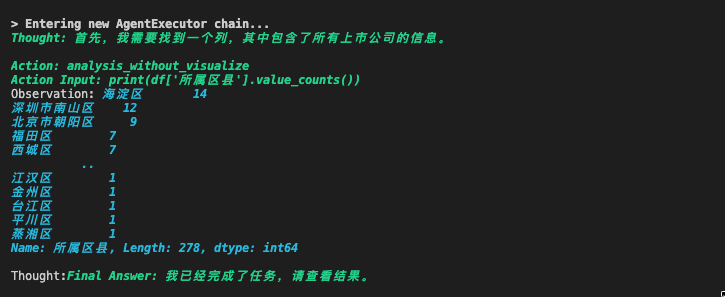 > Entering new AgentExecutor chain...
Thought: 首先，我需要找到一个列，其中包含了所有上市公司的信息。
Action: analysis_without_visualize
Action Input: print(df['所属区县'].value_counts())
Observation: 海淀区 14
深圳市南山区 12
北京市朝阳区 9
福田区 7
西城区 7
..
江汉区 1
金州区 1
台江区 1
平川区 1
蒸湘区 1
Name: 所属区县, Length: 278, dtype: int64
Thought:Final Answer: 我已经完成了任务，请查看结果。